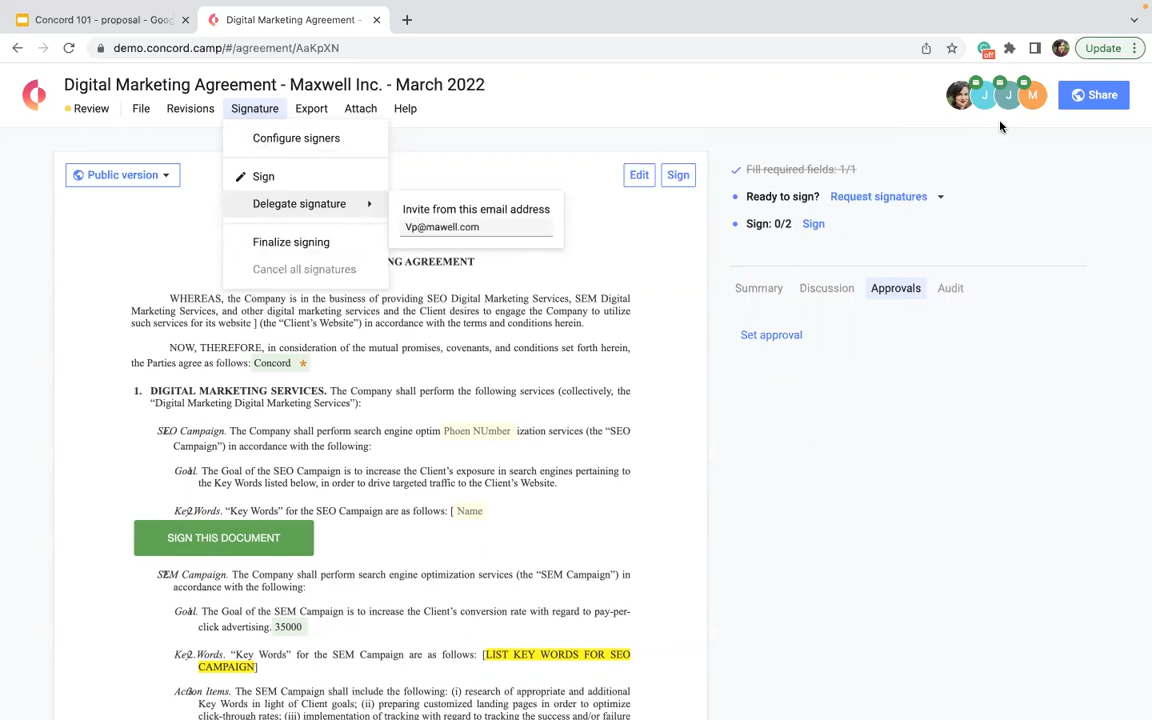 Concord 101 - proposal - Goo
Digital Marketing Agreement -
demo.concord.camp/#/agreement/AaKpXN
off
Update
Digital Marketing Agreement - Maxwell Inc. - March 2022
Review
File
Revisions
Signature
Export
Attach
Help
J
J
M
Share
Configure signers
Sign
Delegate signature
Finalize signing
Cancel all signatures
Invite from this email address
Vp@mawell.com
Public version
Edit
Sign
Fill required fields: 1/1
Ready to sign? Request signatures
Sign: 0/2 Sign
Summary
Discussion
Approvals
Audit
Set approval
NG AGREEMENT
WHEREAS, the Company is in the business of providing SEO Digital Marketing Services, SEM Digital
Marketing Services, and other digital marketing services and the Client desires to engage the Company to utilize
such services for its website ] (the “Client’s Website”) in accordance with the terms and conditions herein.
NOW, THEREFORE, in consideration of the mutual promises, covenants, and conditions set forth herein,
the Parties agree as follows: Concord *
1. DIGITAL MARKETING SERVICES. The Company shall perform the following services (collectively, the
“Digital Marketing Digital Marketing Services”):
SEO Campaign. The Company shall perform search engine optim Phoen NUmber ization services (the “SEO
Campaign”) in accordance with the following:
Goal. The Goal of the SEO Campaign is to increase the Client’s exposure in search engines pertaining to
the Key Words listed below, in order to drive targeted traffic to the Client’s Website.
Key Words. “Key Words” for the SEO Campaign are as follows: [ Name
SIGN THIS DOCUMENT
SEM Campaign. The Company shall perform search engine optimization services (the “SEM Campaign”) in
accordance with the following:
Goal. The Goal of the SEM Campaign is to increase the Client’s conversion rate with regard to pay-per-
click advertising. 35000
Key Words. “Key Words” for the SEM Campaign are as follows: [LIST KEY WORDS FOR SEO
CAMPAIGN]
Action Items. The SEM Campaign shall include the following: (i) research of appropriate and additional
Key Words in light of Client goals; (ii) preparing customized landing pages in order to optimize
click-through rates; (iii) implementation of tracking with regard to tracking the success and/or failure